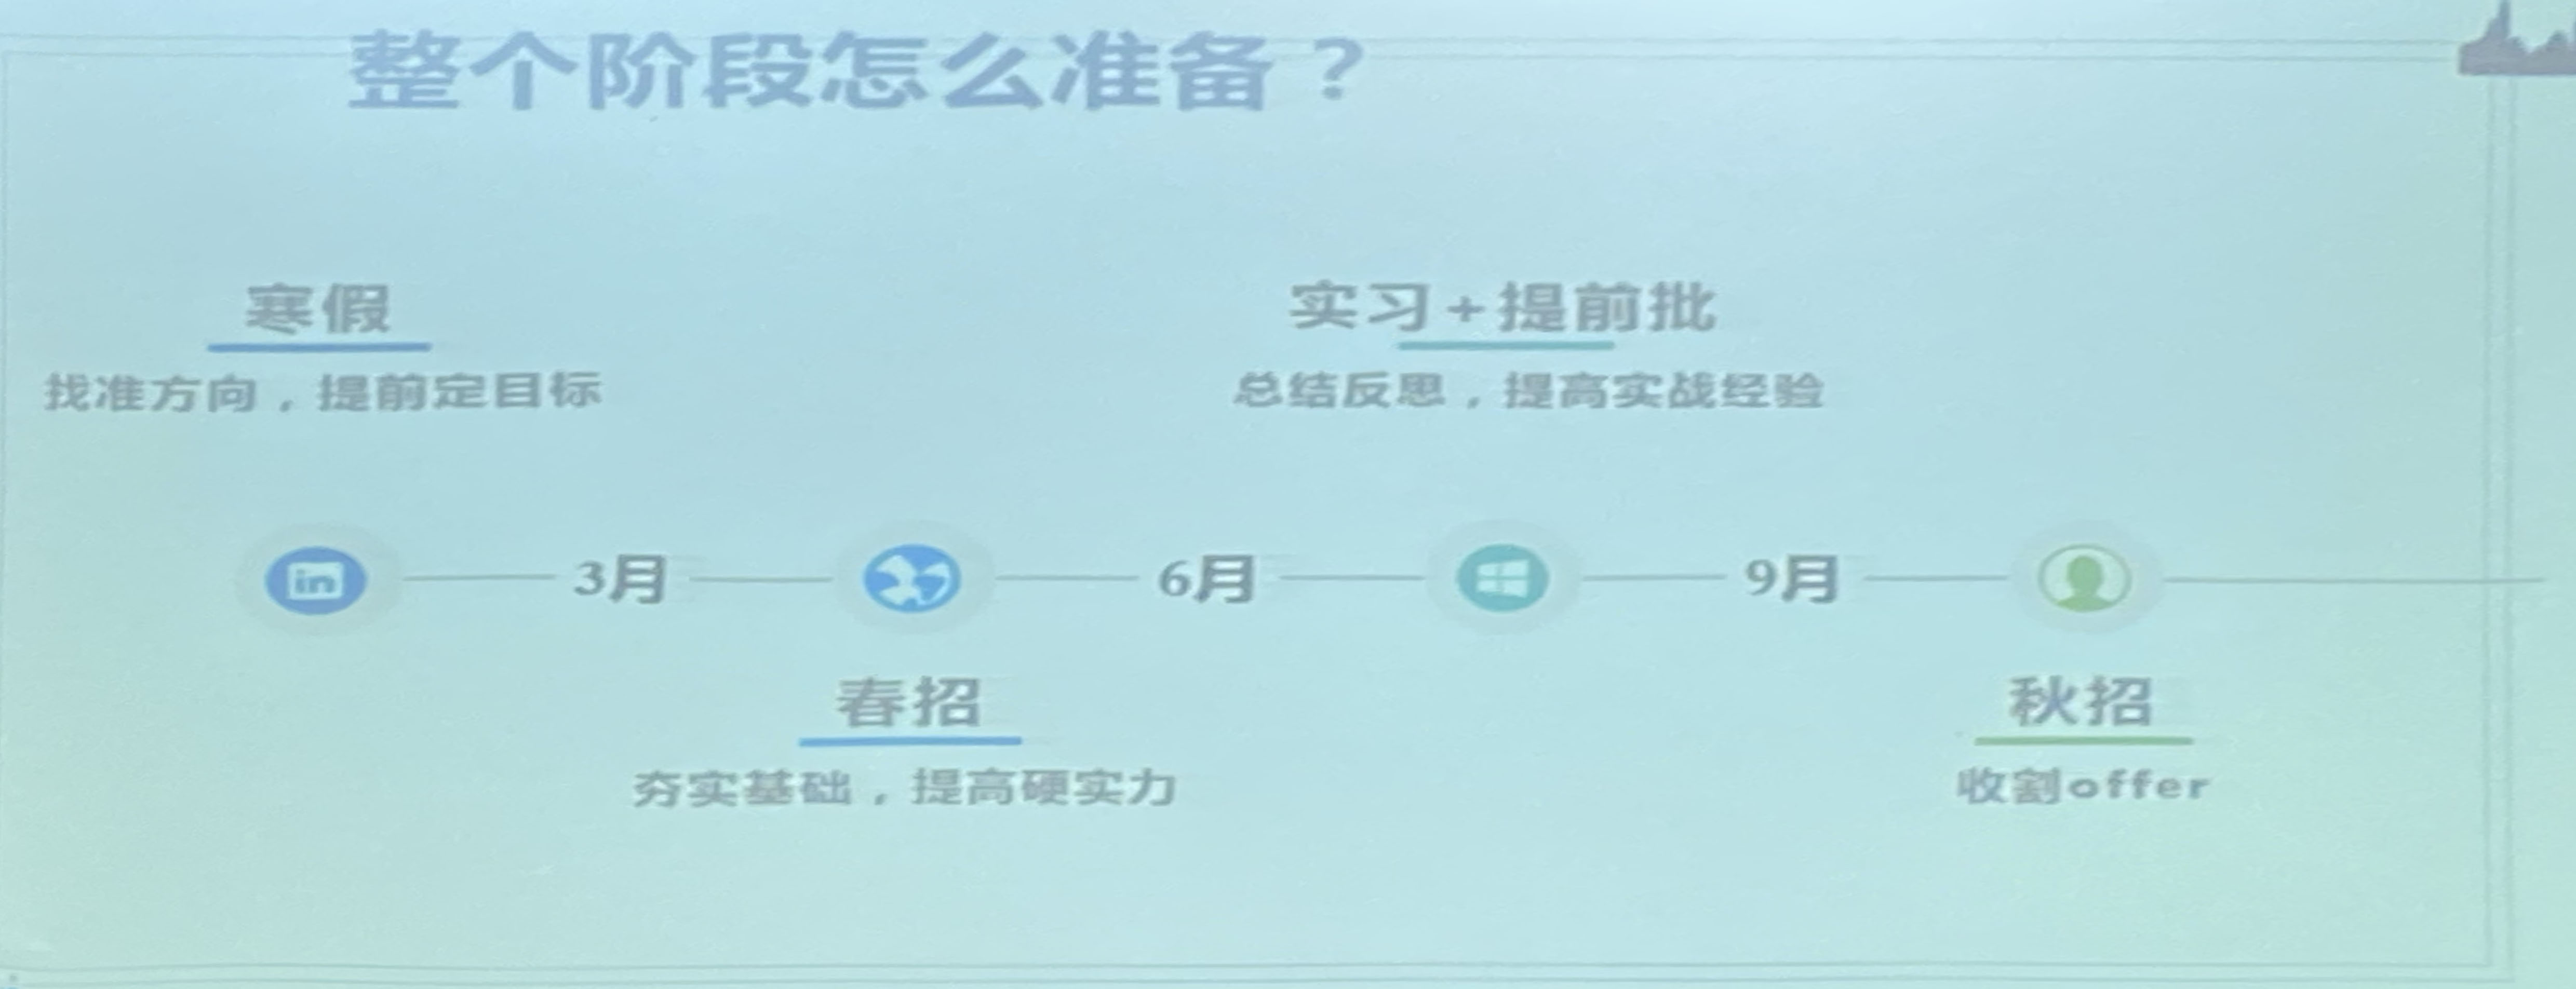 整个阶段怎么准备？
寒假
找准方向，提前定目标
实习+提前批
总结反思，提高实战经验
in
3月
6月
9月
春招
夯实基础，提高硬实力
秋招
收割offer